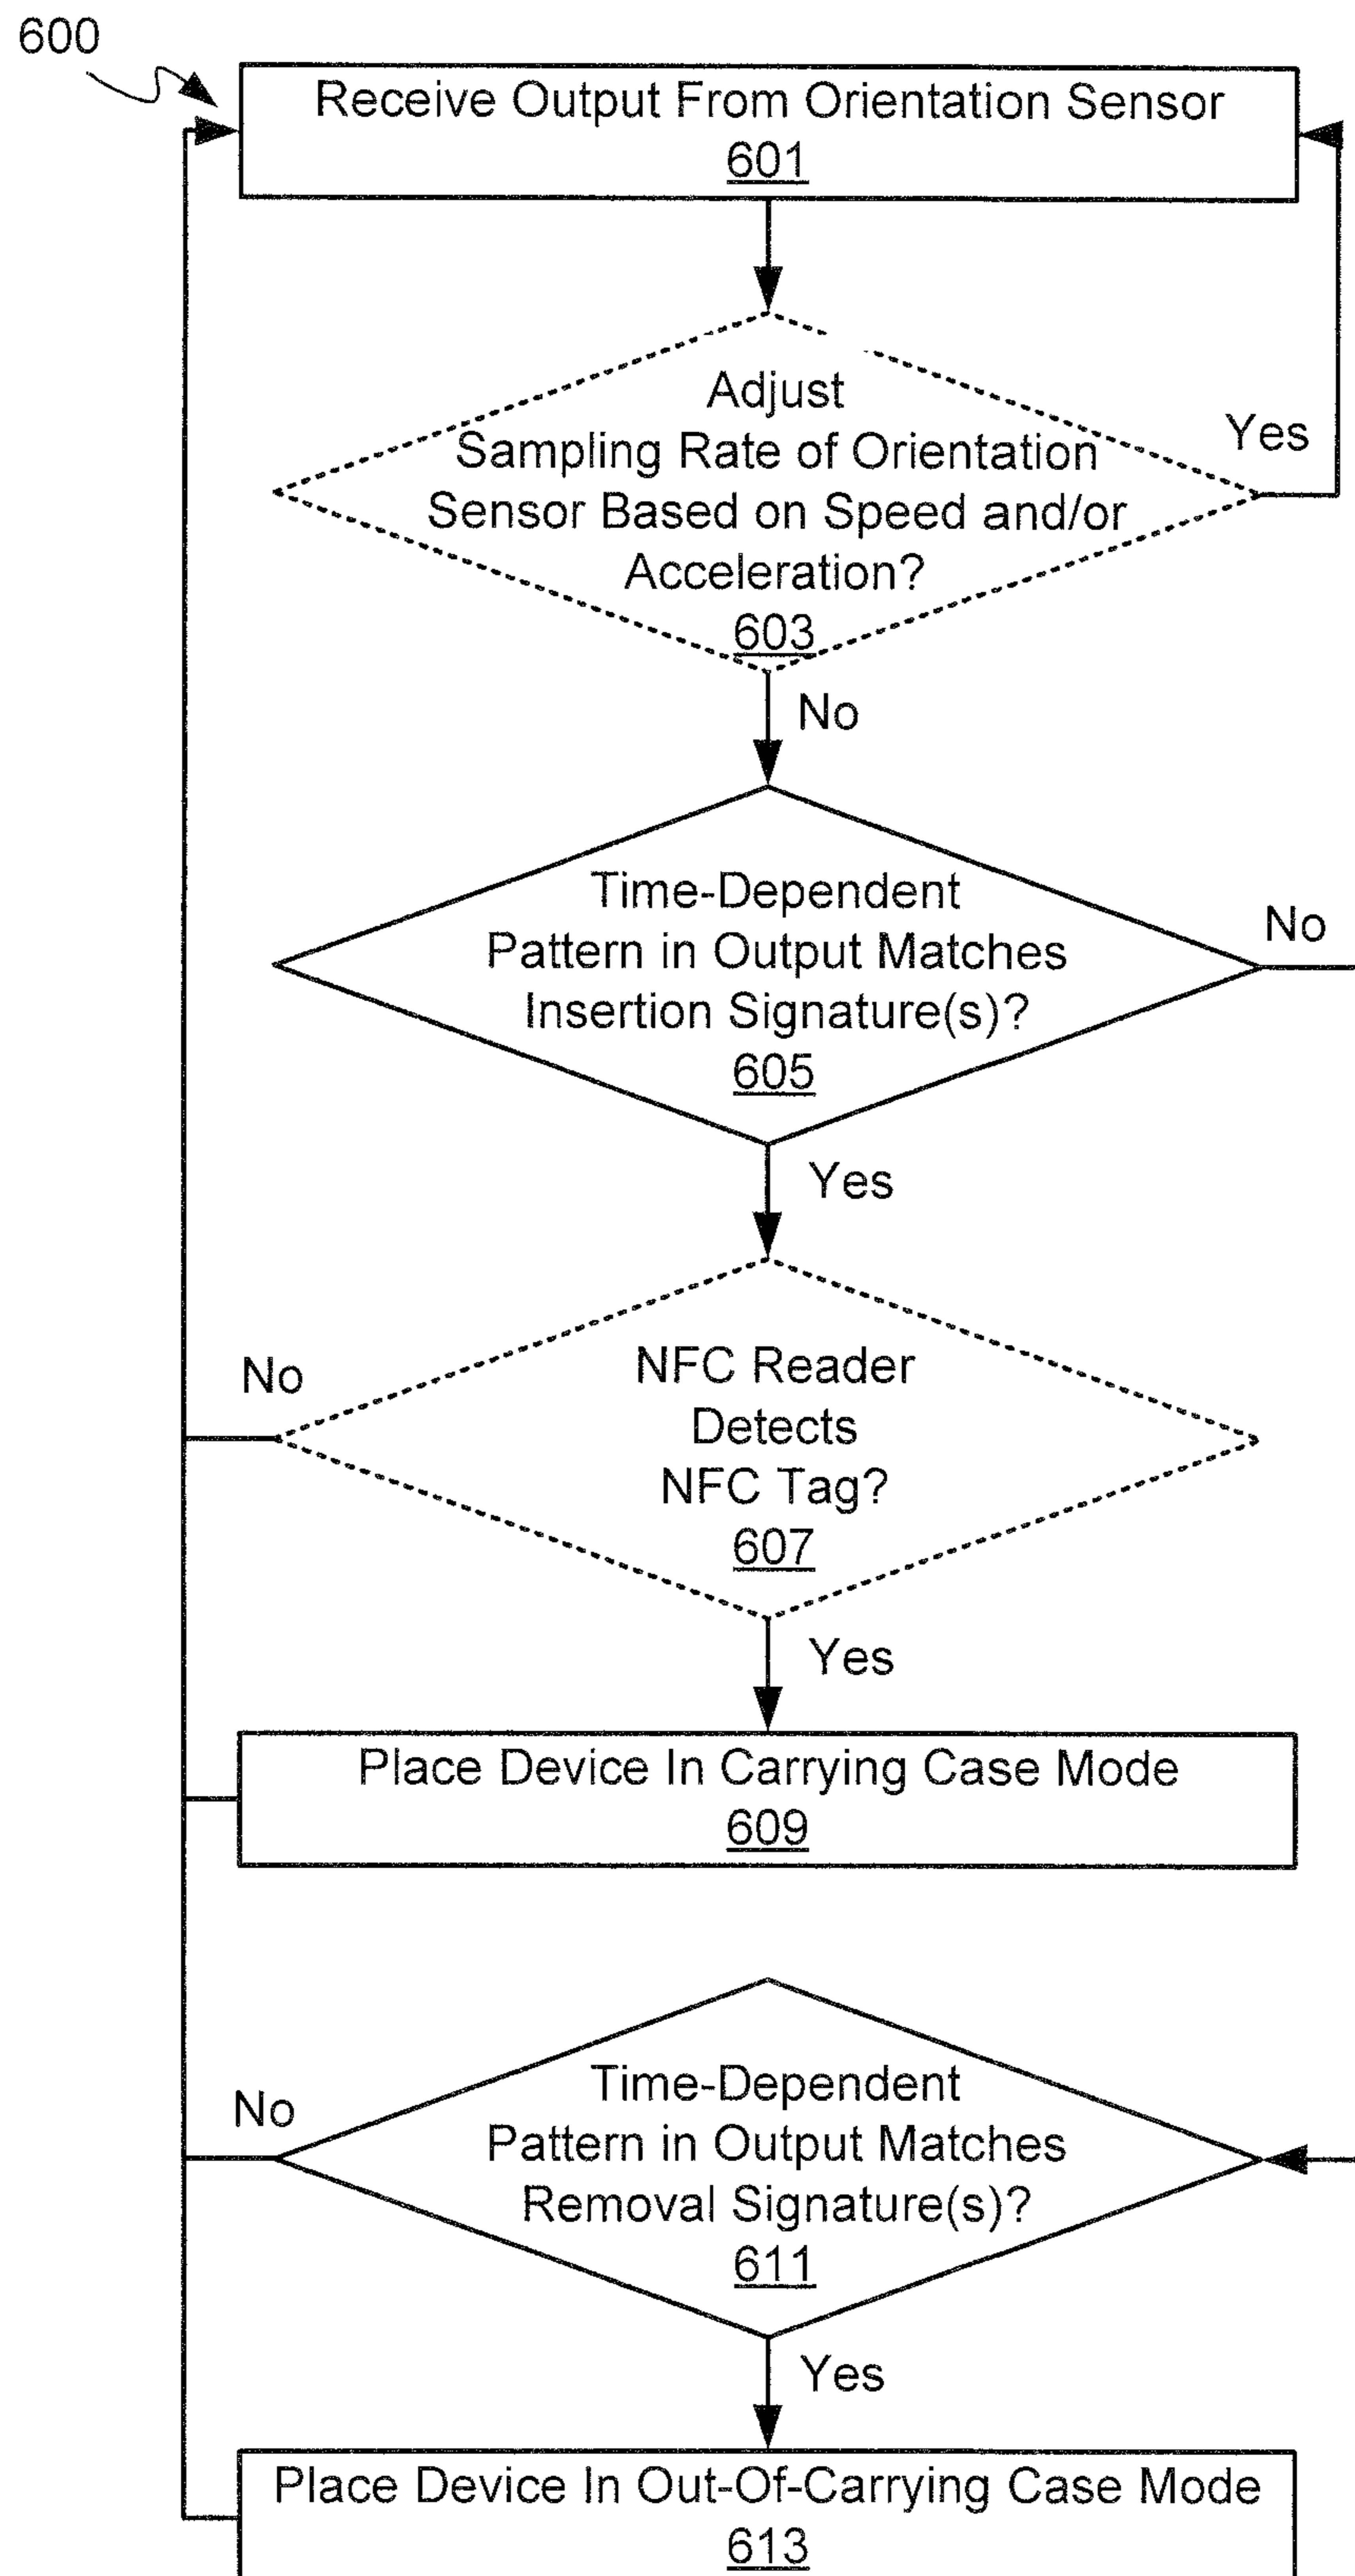 600
Receive Output From Orientation Sensor
601
Adjust
Sampling Rate of Orientation
Sensor Based on Speed and/or
Acceleration?
603
Yes
No
Time-Dependent
Pattern in Output Matches
Insertion Signature(s)?
605
No
Yes
NFC Reader
Detects
NFC Tag?
607
No
Yes
Place Device In Carrying Case Mode
609
Time-Dependent
Pattern in Output Matches
Removal Signature(s)?
611
No
Yes
Place Device In Out-Of-Carrying Case Mode
613